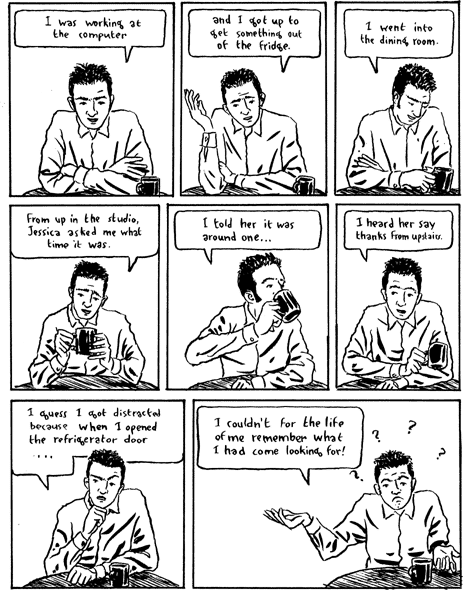 I was working at
the computer
and I got up to
get something out
of the fridge.
I went into
the dining room.
From up in the studio,
Jessica asked me what
time it was.
I told her it was
around one...
I heard her say
thanks from upstairs.
I guess I got distracted
because when I opened
the refrigerator door
....
I couldn't for the life
of me remember what
I had come looking for!
?
?
?
?